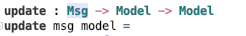 update : Msg -> Model -> Model
update msg model =